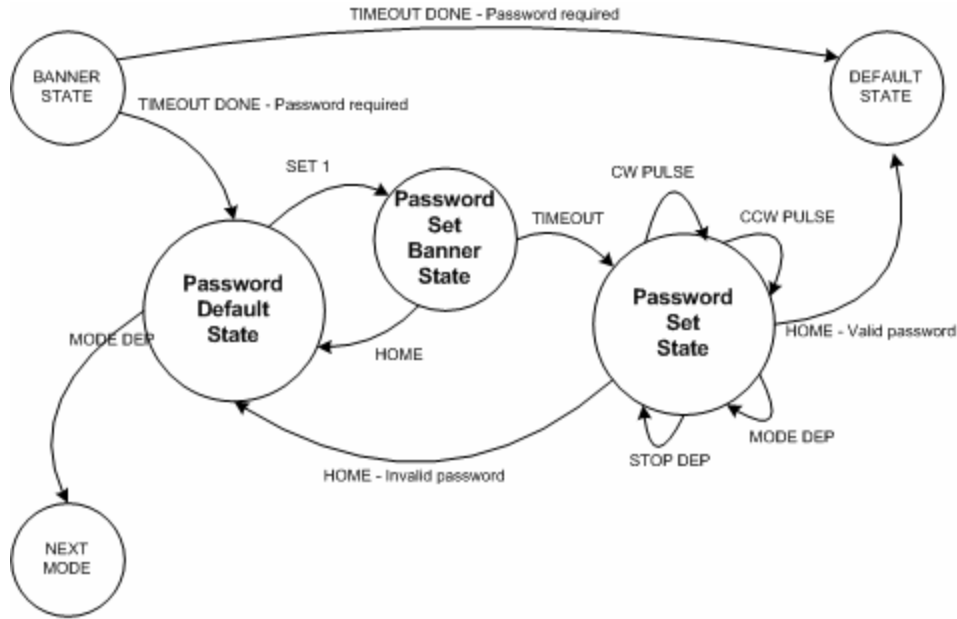 TIMEOUT DONE - Password required
BANNER
STATE
DEFAULT
STATE
TIMEOUT DONE - Password required
SET 1
CW PULSE
Password
Set
Banner
State
TIMEOUT
CCW PULSE
Password
Default
State
Password
Set
State
MODE DEP
HOME
HOME - Valid password
MODE DEP
STOP DEP
HOME - Invalid password
NEXT
MODE